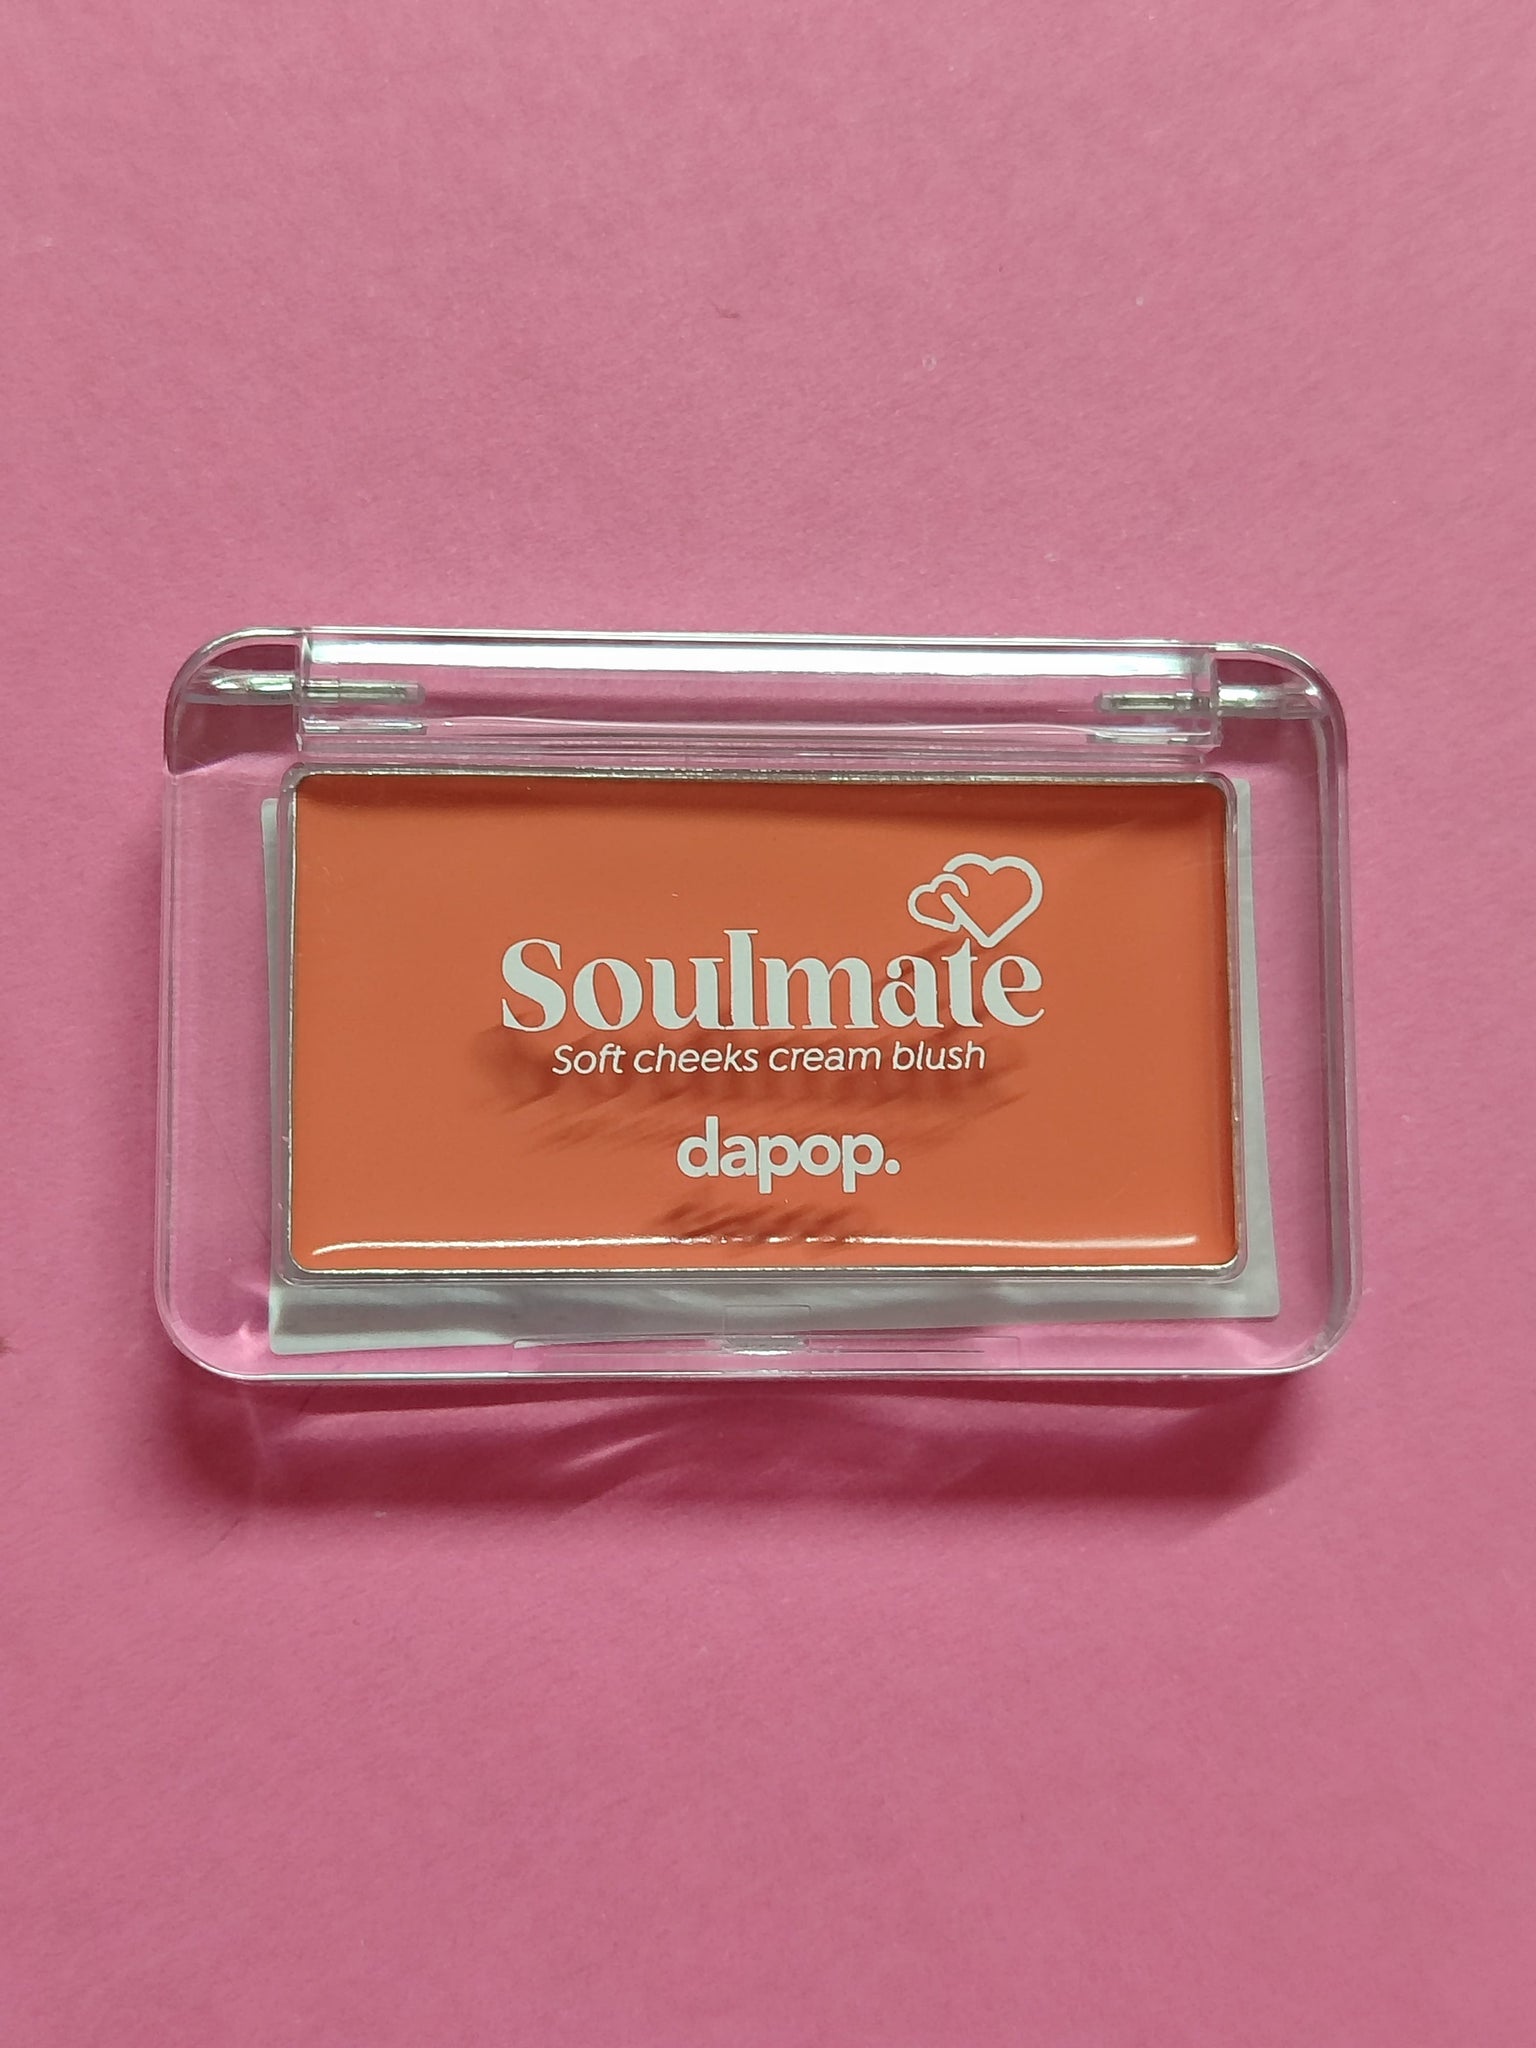 Soulmate
Soft cheeks cream blush
dapop.